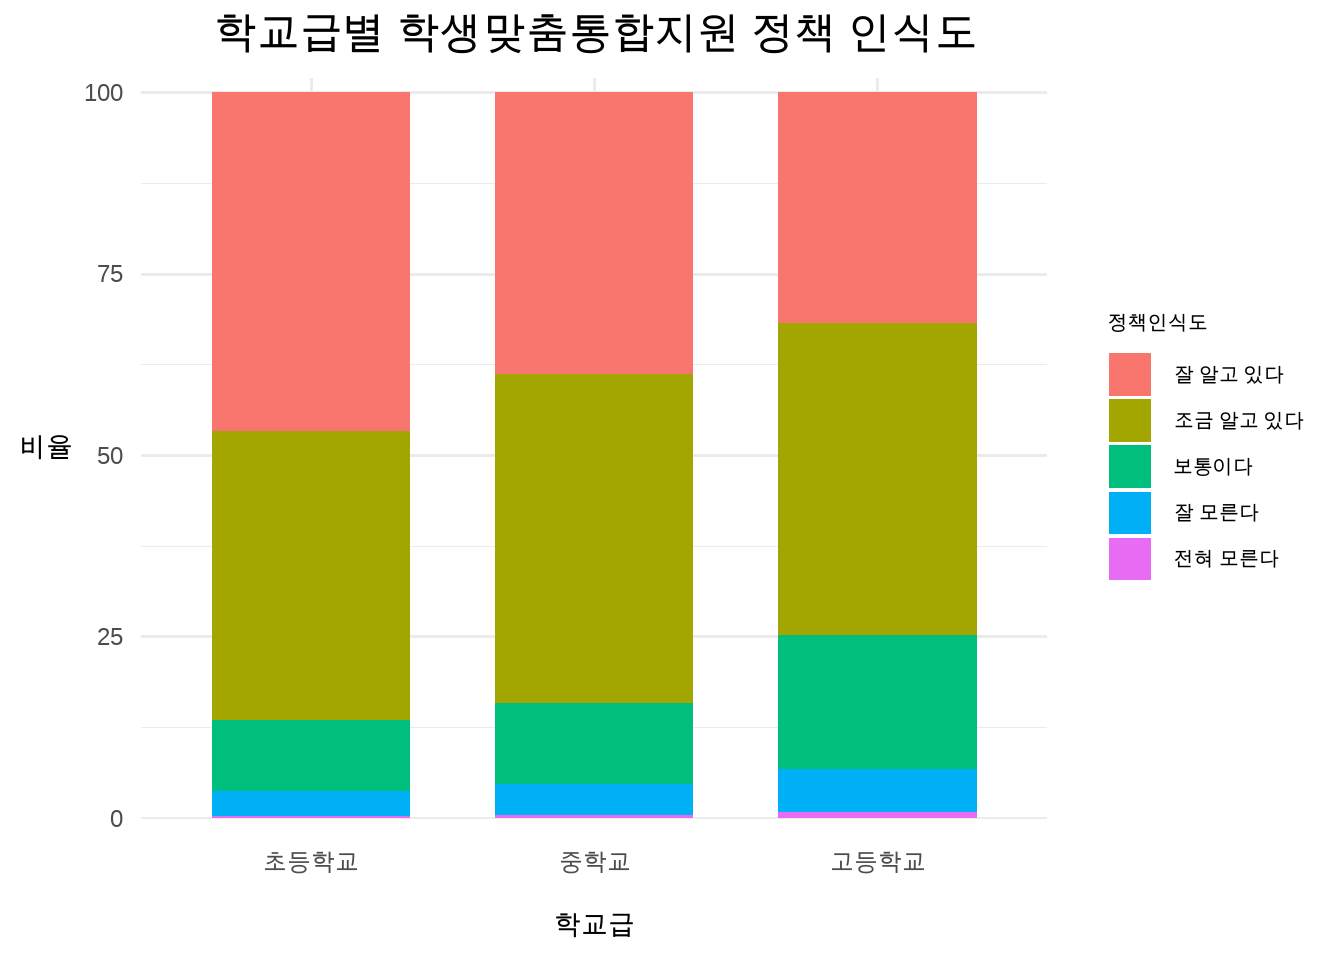 학교급별 학생맞춤통합지원 정책 인식도
100
75
50
25
0
비율
초등학교
중학교
고등학교
학교급
정책인식도
잘 알고 있다
조금 알고 있다
보통이다
잘 모른다
전혀 모른다